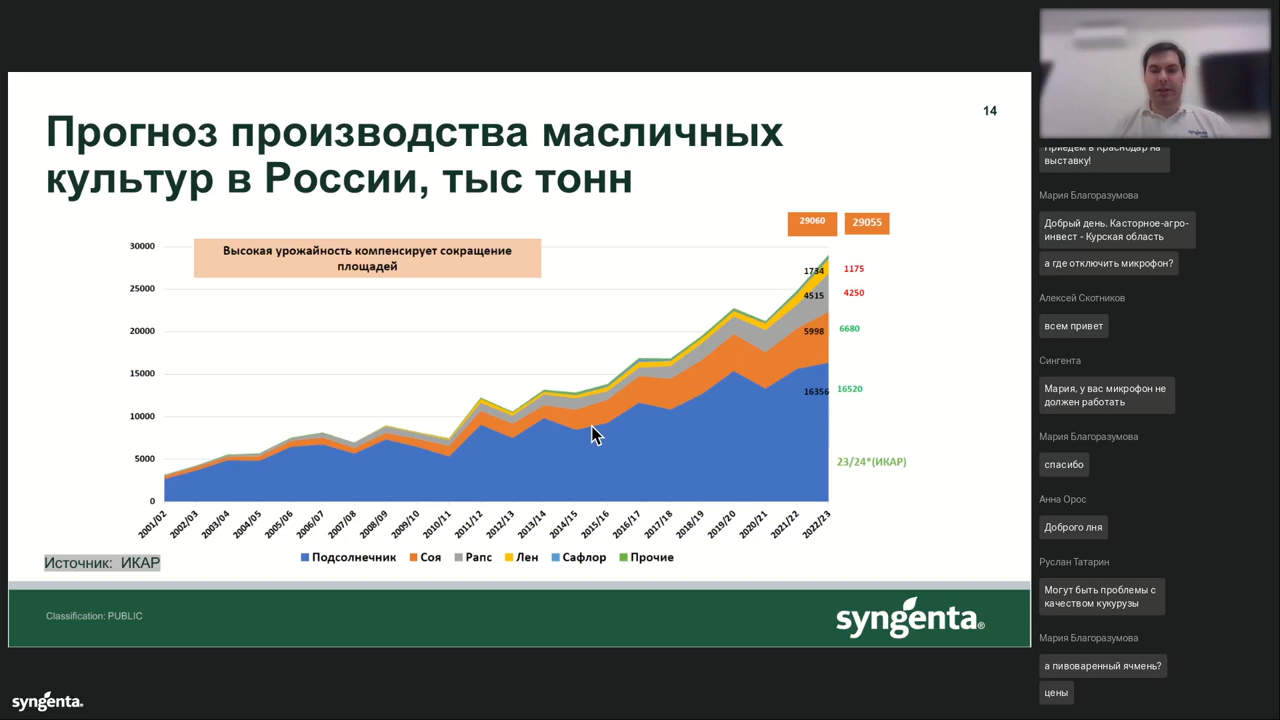 14
Прогноз производства масличных
культур в России, тыс тонн
29060
29055
Высокая урожайность компенсирует сокращение
площадей
30000
25000
20000
15000
10000
5000
0
1734
1175
4515
4250
5998
6680
16356
16520
23/24*(ИКАР)
2001/02
2002/03
2003/04
2004/05
2005/06
2006/07
2007/08
2008/09
2009/10
2010/11
2011/12
2012/13
2013/14
2014/15
2015/16
2016/17
2017/18
2018/19
2019/20
2020/21
2021/22
2022/23
Подсолнечник Соя Рапс Лен Сафлор Прочие
Источник: ИКАР
Classification: PUBLIC
syngenta®
syngenta.
Приедем в Краснодар на
выставку!
Мария Благоразумова
Добрый день. Касторное-агро-
инвест - Курская область
а где отключить микрофон?
Алексей Скотников
всем привет
Сингента
Мария, у вас микрофон не
должен работать
Мария Благоразумова
спасибо
Анна Орос
Доброго лня
Руслан Татарин
Могут быть проблемы с
качеством кукурузы
Мария Благоразумова
а пивоваренный ячмень?
цены